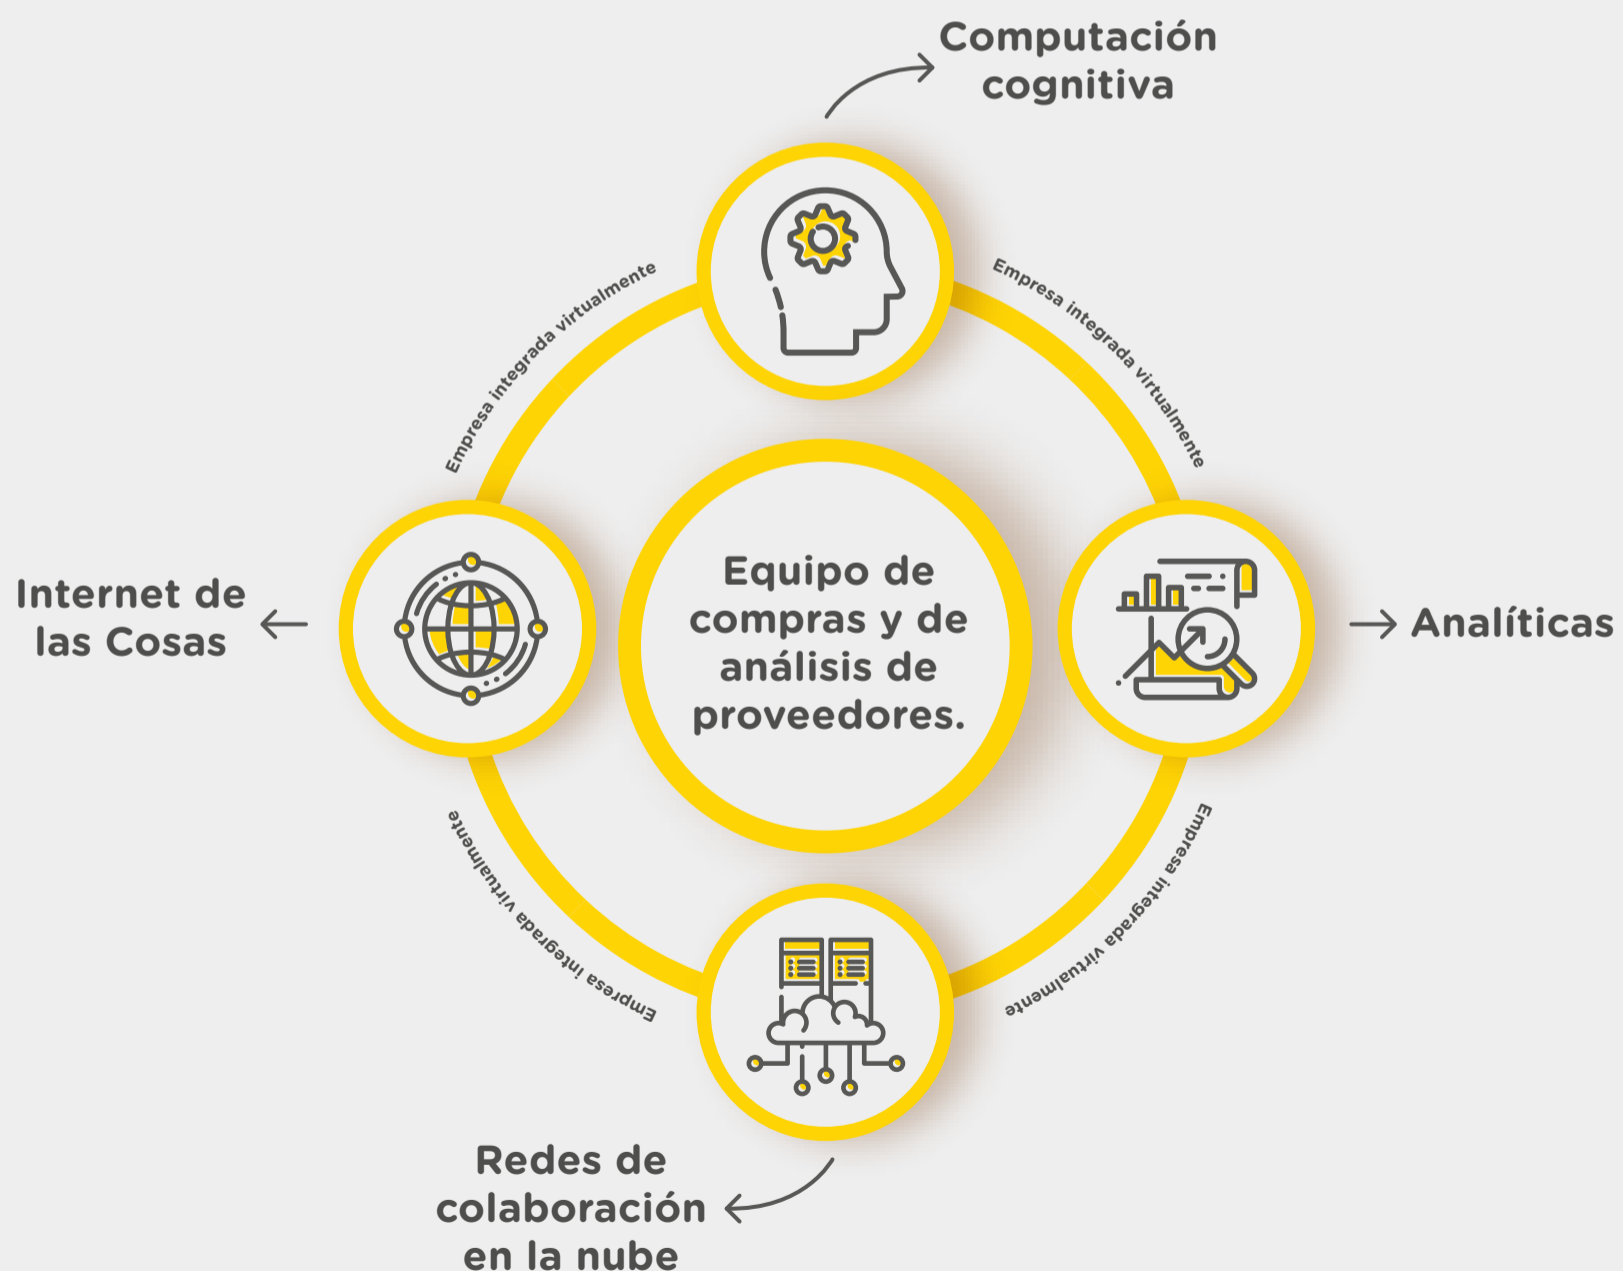 Computación
cognitiva
Empresa integrada virtualmente
Empresa integrada virtualmente
Internet de
las Cosas
Equipo de
compras y de
análisis de
proveedores.
Analíticas
Empresa integrada virtualmente
Empresa integrada virtualmente
Redes de
colaboración
en la nube